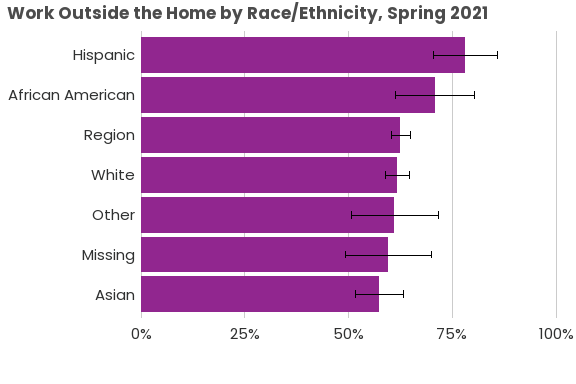 Work Outside the Home by Race/Ethnicity, Spring 2021
Hispanic
African American
Region
White
Other
Missing
Asian
0% 25% 50% 75% 100%